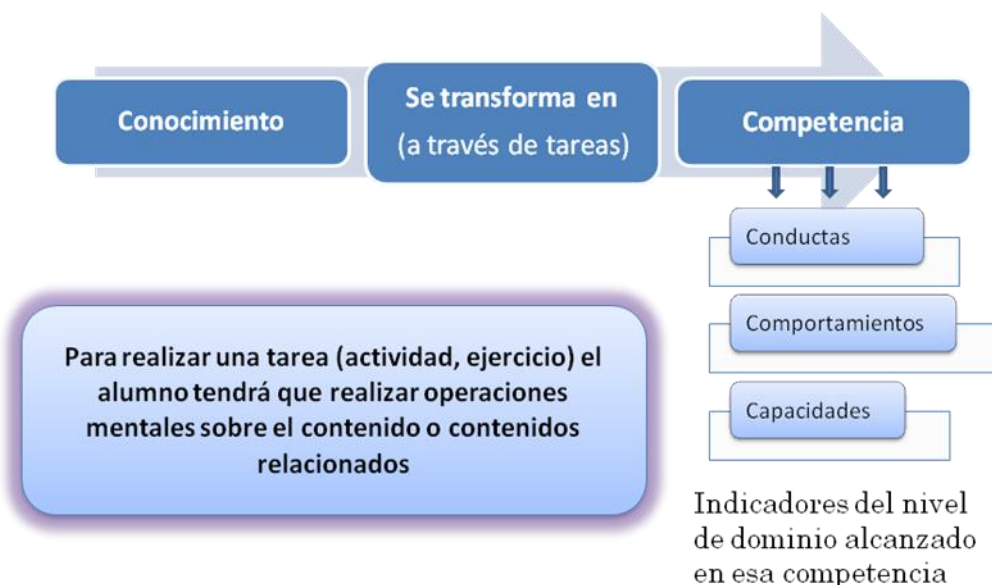 Conocimiento
Se transforma en
(a través de tareas)
Competencia
Conductas
Comportamientos
Capacidades
Para realizar una tarea (actividad, ejercicio) el
alumno tendrá que realizar operaciones
mentales sobre el contenido o contenidos
relacionados
Indicadores del nivel
de dominio alcanzado
en esa competencia